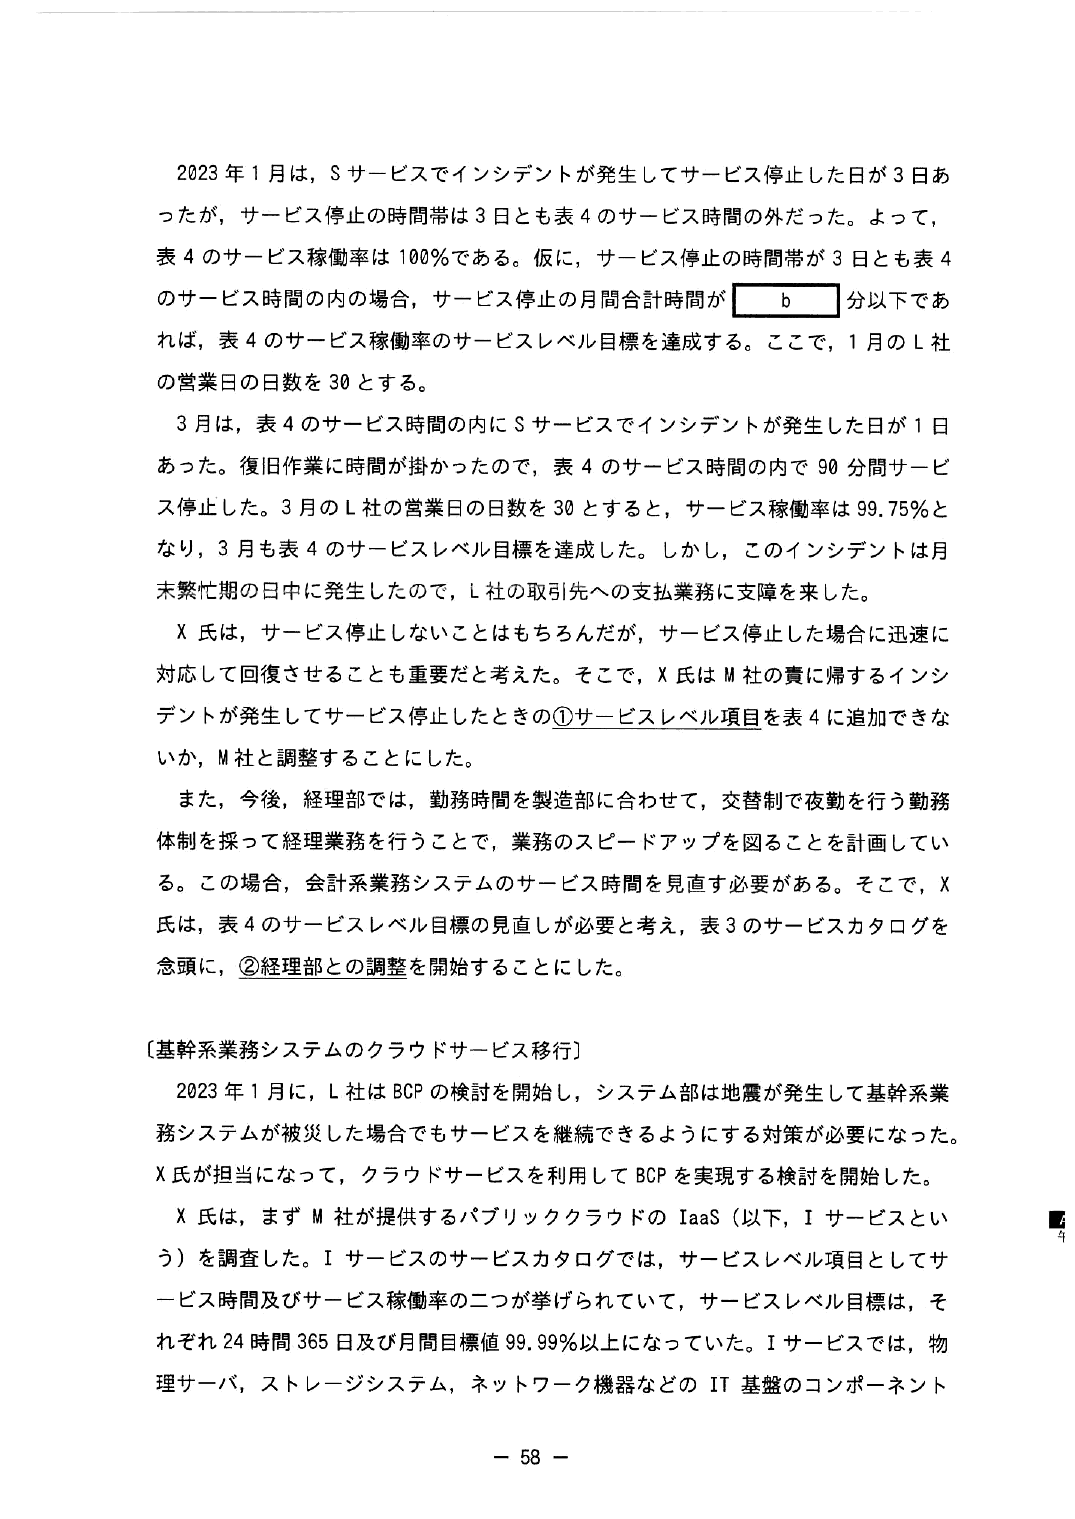 2023年1月は，Sサービスでインシデントが発生してサービス停止した日が3日あ
ったが，サービス停止の時間帯は3日とも表4のサービス時間の外だった。よって，
表4のサービス稼働率は100%である。仮に，サービス停止の時間帯が3日とも表4
のサービス時間の内の場合，サービス停止の月間合計時間が b 分以下であ
れば，表4のサービス稼働率のサービスレベル目標を達成する。ここで，1月のL社
の営業日の日数を30とする。
3月は，表4のサービス時間の内にSサービスでインシデントが発生した日が1日
あった。復旧作業に時間が掛かったので，表4のサービス時間の内で90分間サービ
ス停止した。3月のL社の営業日の日数を30とすると，サービス稼働率は99.75%と
なり，3月も表4のサービスレベル目標を達成した。しかし，このインシデントは月
末繁忙期の日中に発生したので，L社の取引先への支払業務に支障を来した。
X氏は，サービス停止しないことはもちろんだが，サービス停止した場合に迅速に
対応して回復させることも重要だと考えた。そこで，X氏はM社の責に帰するインシ
デントが発生してサービス停止したときの①サービスレベル項目を表4に追加できな
いか，M社と調整することにした。
また，今後，経理部では，勤務時間を製造部に合わせて，交替制で夜勤を行う勤務
体制を採って経理業務を行うことで，業務のスピードアップを図ることを計画してい
る。この場合，会計系業務システムのサービス時間を見直す必要がある。そこで，X
氏は，表4のサービスレベル目標の見直しが必要と考え，表3のサービスカタログを
念頭に，②経理部との調整を開始することにした。
〔基幹系業務システムのクラウドサービス移行〕
2023年1月に，L社はBCPの検討を開始し，システム部は地震が発生して基幹系業
務システムが被災した場合でもサービスを継続できるようにする対策が必要になった。
X氏が担当になって，クラウドサービスを利用してBCPを実現する検討を開始した。
X氏は，まずM社が提供するパブリッククラウドのIaaS（以下，Iサービスとい
う）を調査した。Iサービスのサービスカタログでは，サービスレベル項目としてサ
ービス時間及びサービス稼働率の二つが挙げられていて，サービスレベル目標は，そ
れぞれ24時間365日及び月間目標値99.99%以上になっていた。Iサービスでは，物
理サーバ，ストレージシステム，ネットワーク機器などのIT基盤のコンポーネント
― 58 ―